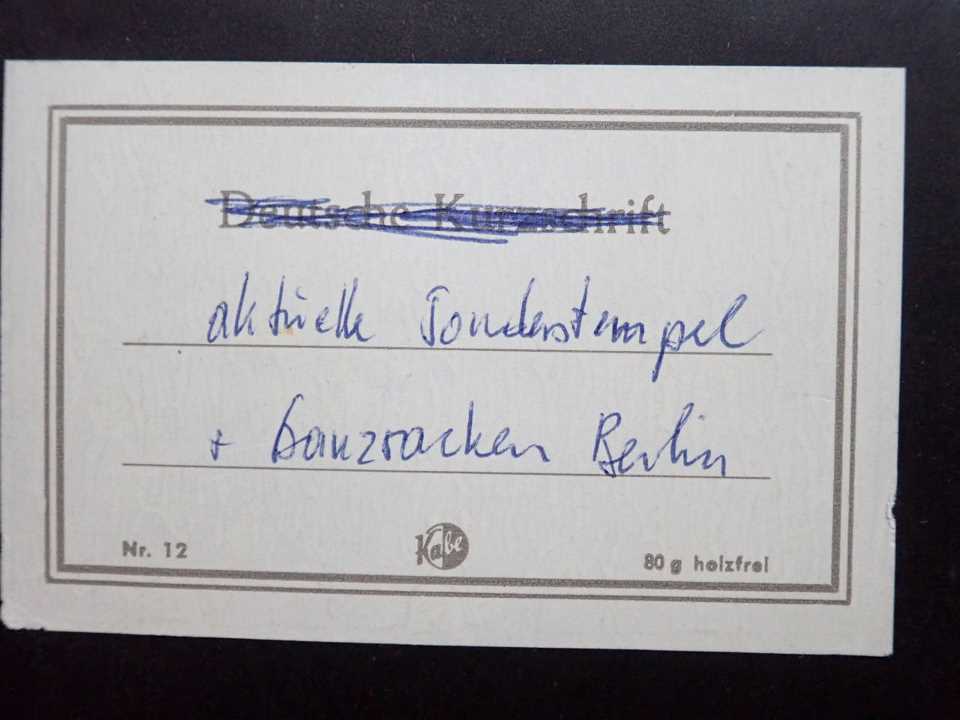 Deutsche Kurzschrift
aktuelle Sonderstempel
+ Ganzsachen Berlin
Nr. 12
Kabe
80 g holzfrei